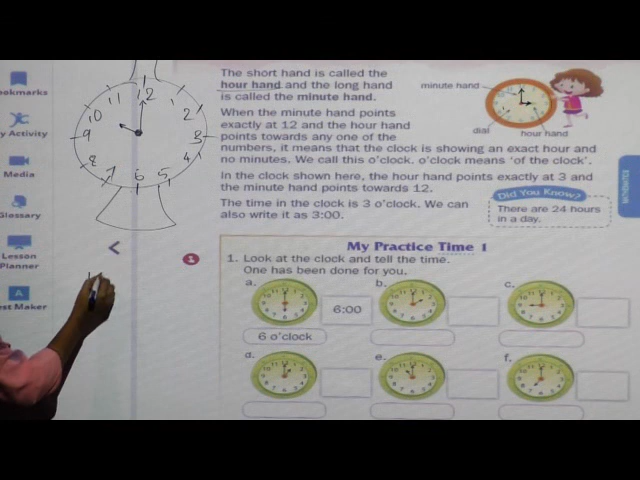 ookmarks
y Activity
Media
Glossary
Lesson
Planner
A
est Maker
12
11
10
9
8
7
6
5
4
3
2
The short hand is called the
hour hand and the long hand
is called the minute hand.
When the minute hand points
exactly at 12 and the hour hand
points towards any one of the
numbers, it means that the clock is showing an exact hour and
no minutes. We call this o'clock. o'clock means 'of the clock'.
In the clock shown here, the hour hand points exactly at 3 and
the minute hand points towards 12.
The time in the clock is 3 o'clock. We can
also write it as 3:00.
minute hand
dial
hour hand
Did You Know?
There are 24 hours
in a day.
My Practice Time 1
1
1. Look at the clock and tell the time.
One has been done for you.
a.
6:00
6 o'clock
b.
c.
d.
e.
f.